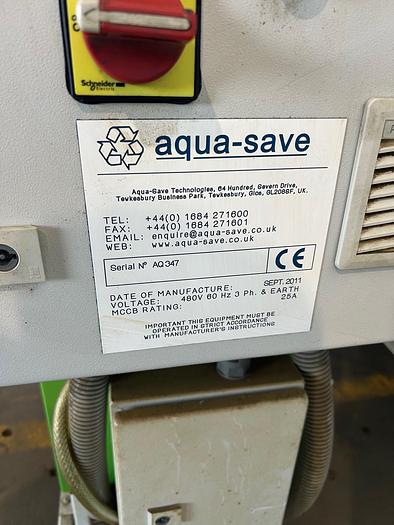 Schneider
Electric
aqua-save
Aqua-Save Technologies, 64 Hundred, Severn Drive,
Tewkesbury Business Park, Tewkesbury, Glos, GL208SF, UK.
TEL: +44(0) 1684 271600
FAX: +44(0) 1684 271601
EMAIL: enquire@aqua-save.co.uk
WEB: www.aqua-save.co.uk
Serial Nº AQ347
CE
DATE OF MANUFACTURE: SEPT. 2011
VOLTAGE: 480V 60 Hz 3 Ph. & EARTH
MCCB RATING: 25A
IMPORTANT THIS EQUIPMENT MUST BE
OPERATED IN STRICT ACCORDANCE
WITH MANUFACTURER'S INSTRUCTIONS